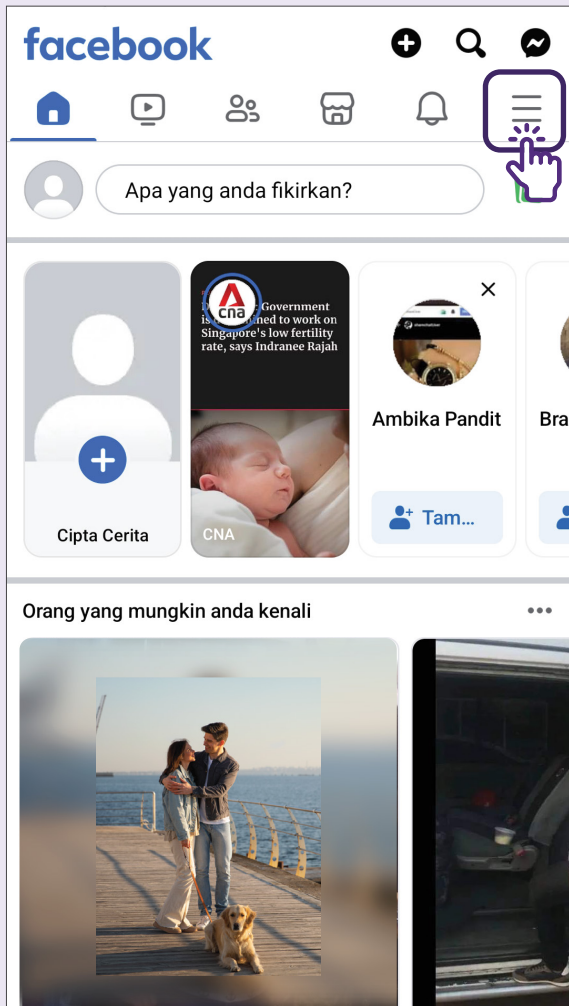 facebook
Apa yang anda fikirkan?
cna
Government
ined to work on
Singapore's low fertility
rate, says Indranee Rajah
Ambika Pandit
Bra
Tam...
Cipta Cerita
CNA
Orang yang mungkin anda kenali